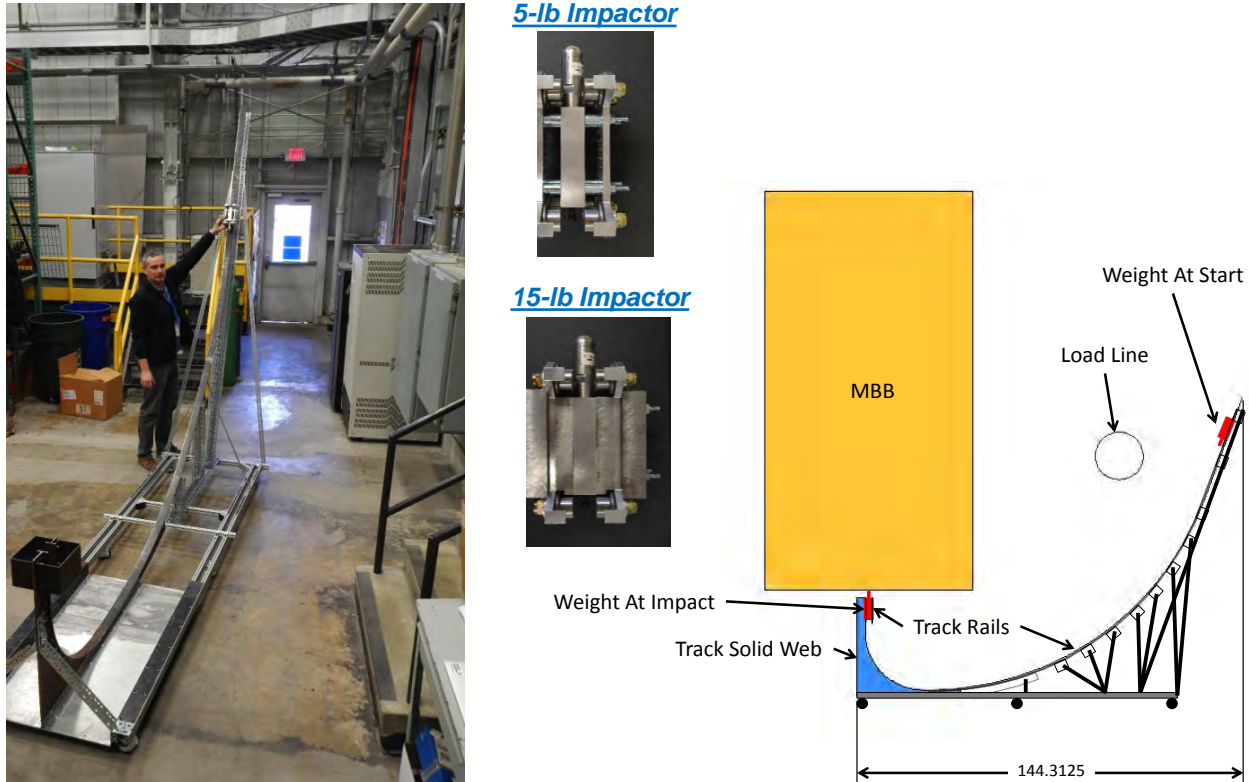 5-lb Impactor
15-lb Impactor
Weight At Start
Load Line
MBB
Weight At Impact
Track Rails
Track Solid Web
144.3125